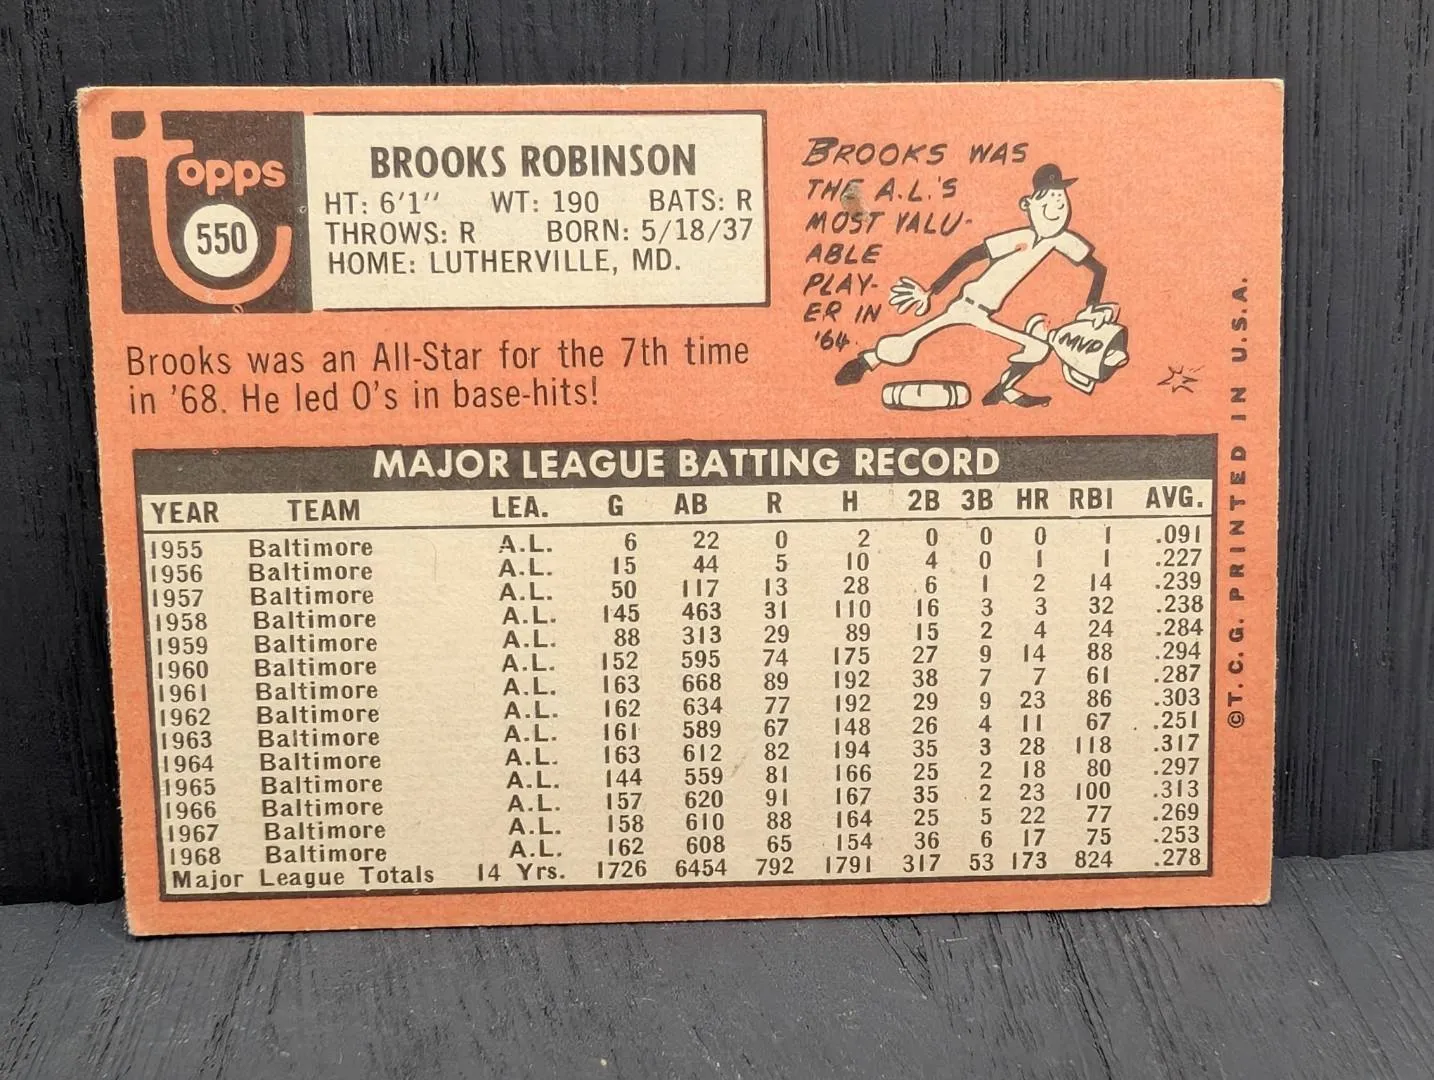 Topps
550
BROOKS ROBINSON
HT: 6'1" WT: 190 BATS: R
THROWS: R BORN: 5/18/37
HOME: LUTHERVILLE, MD.
Brooks was an All-Star for the 7th time
in '68. He led O's in base-hits!
BROOKS WAS
THE A.L.'S
MOST VALU-
ABLE
PLAY-
ER IN
'64.
MVP
MAJOR LEAGUE BATTING RECORD
YEAR TEAM LEA. G AB R H 2B 3B HR RBI AVG.
1955 Baltimore A.L. 6 22 0 2 0 0 0 1 .091
1956 Baltimore A.L. 15 44 5 10 4 0 1 1 .227
1957 Baltimore A.L. 50 117 13 28 6 1 2 14 .239
1958 Baltimore A.L. 145 463 31 110 16 3 3 32 .238
1959 Baltimore A.L. 88 313 29 89 15 2 4 24 .284
1960 Baltimore A.L. 152 595 74 175 27 9 14 88 .294
1961 Baltimore A.L. 163 668 89 192 38 7 7 61 .287
1962 Baltimore A.L. 162 634 77 192 29 9 23 86 .303
1963 Baltimore A.L. 161 589 67 148 26 4 11 67 .251
1964 Baltimore A.L. 163 612 82 194 35 3 28 118 .317
1965 Baltimore A.L. 144 559 81 166 25 2 18 80 .297
1966 Baltimore A.L. 157 620 91 167 35 2 23 100 .313
1967 Baltimore A.L. 158 610 88 164 25 5 22 77 .269
1968 Baltimore A.L. 162 608 65 154 36 6 17 75 .253
Major League Totals 14 Yrs. 1726 6454 792 1791 317 53 173 824 .278
©T.C.G. PRINTED IN U.S.A.